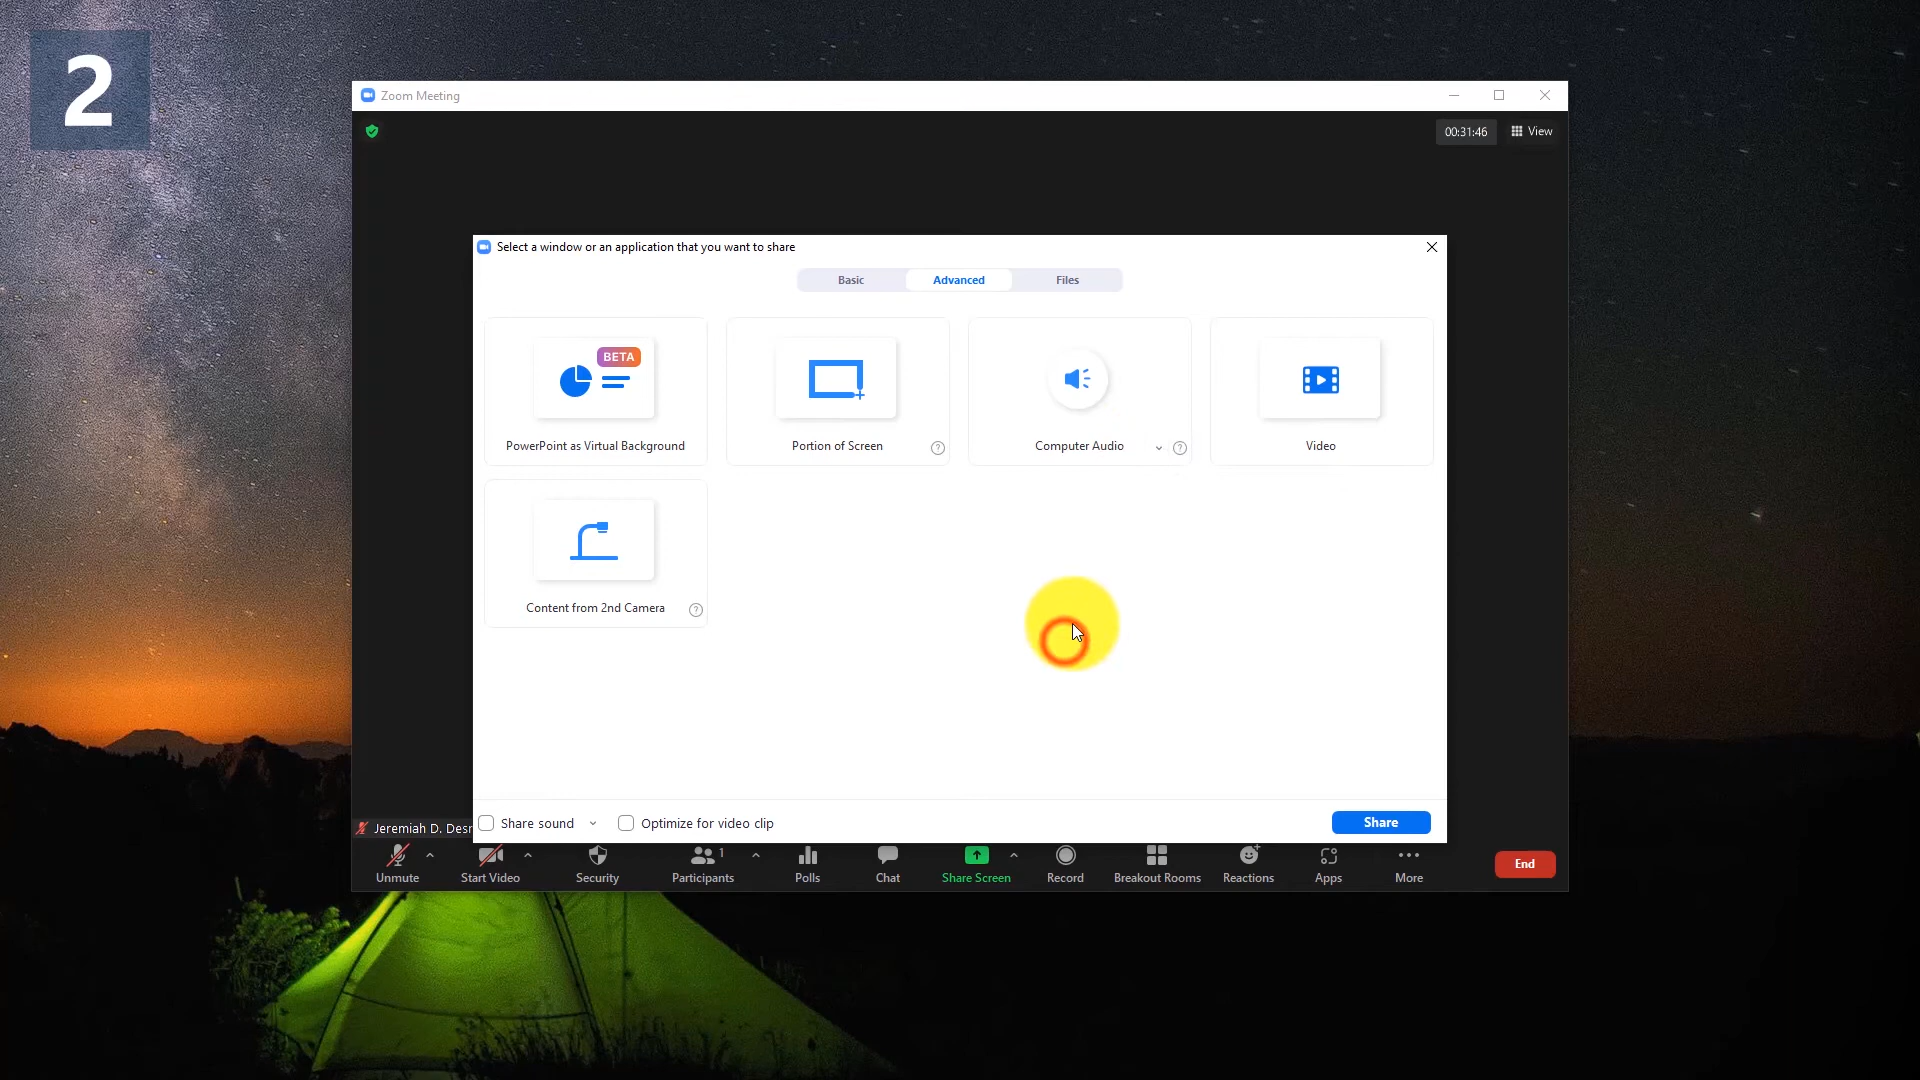 2
Zoom Meeting
00:31:46 View
Select a window or an application that you want to share
Basic Advanced Files
BETA
PowerPoint as Virtual Background
Portion of Screen ?
Computer Audio ?
Video
Content from 2nd Camera ?
Share sound Optimize for video clip Share
Jeremiah D. Desr
1
Unmute Start Video Security Participants Polls Chat Share Screen Record Breakout Rooms Reactions Apps More End